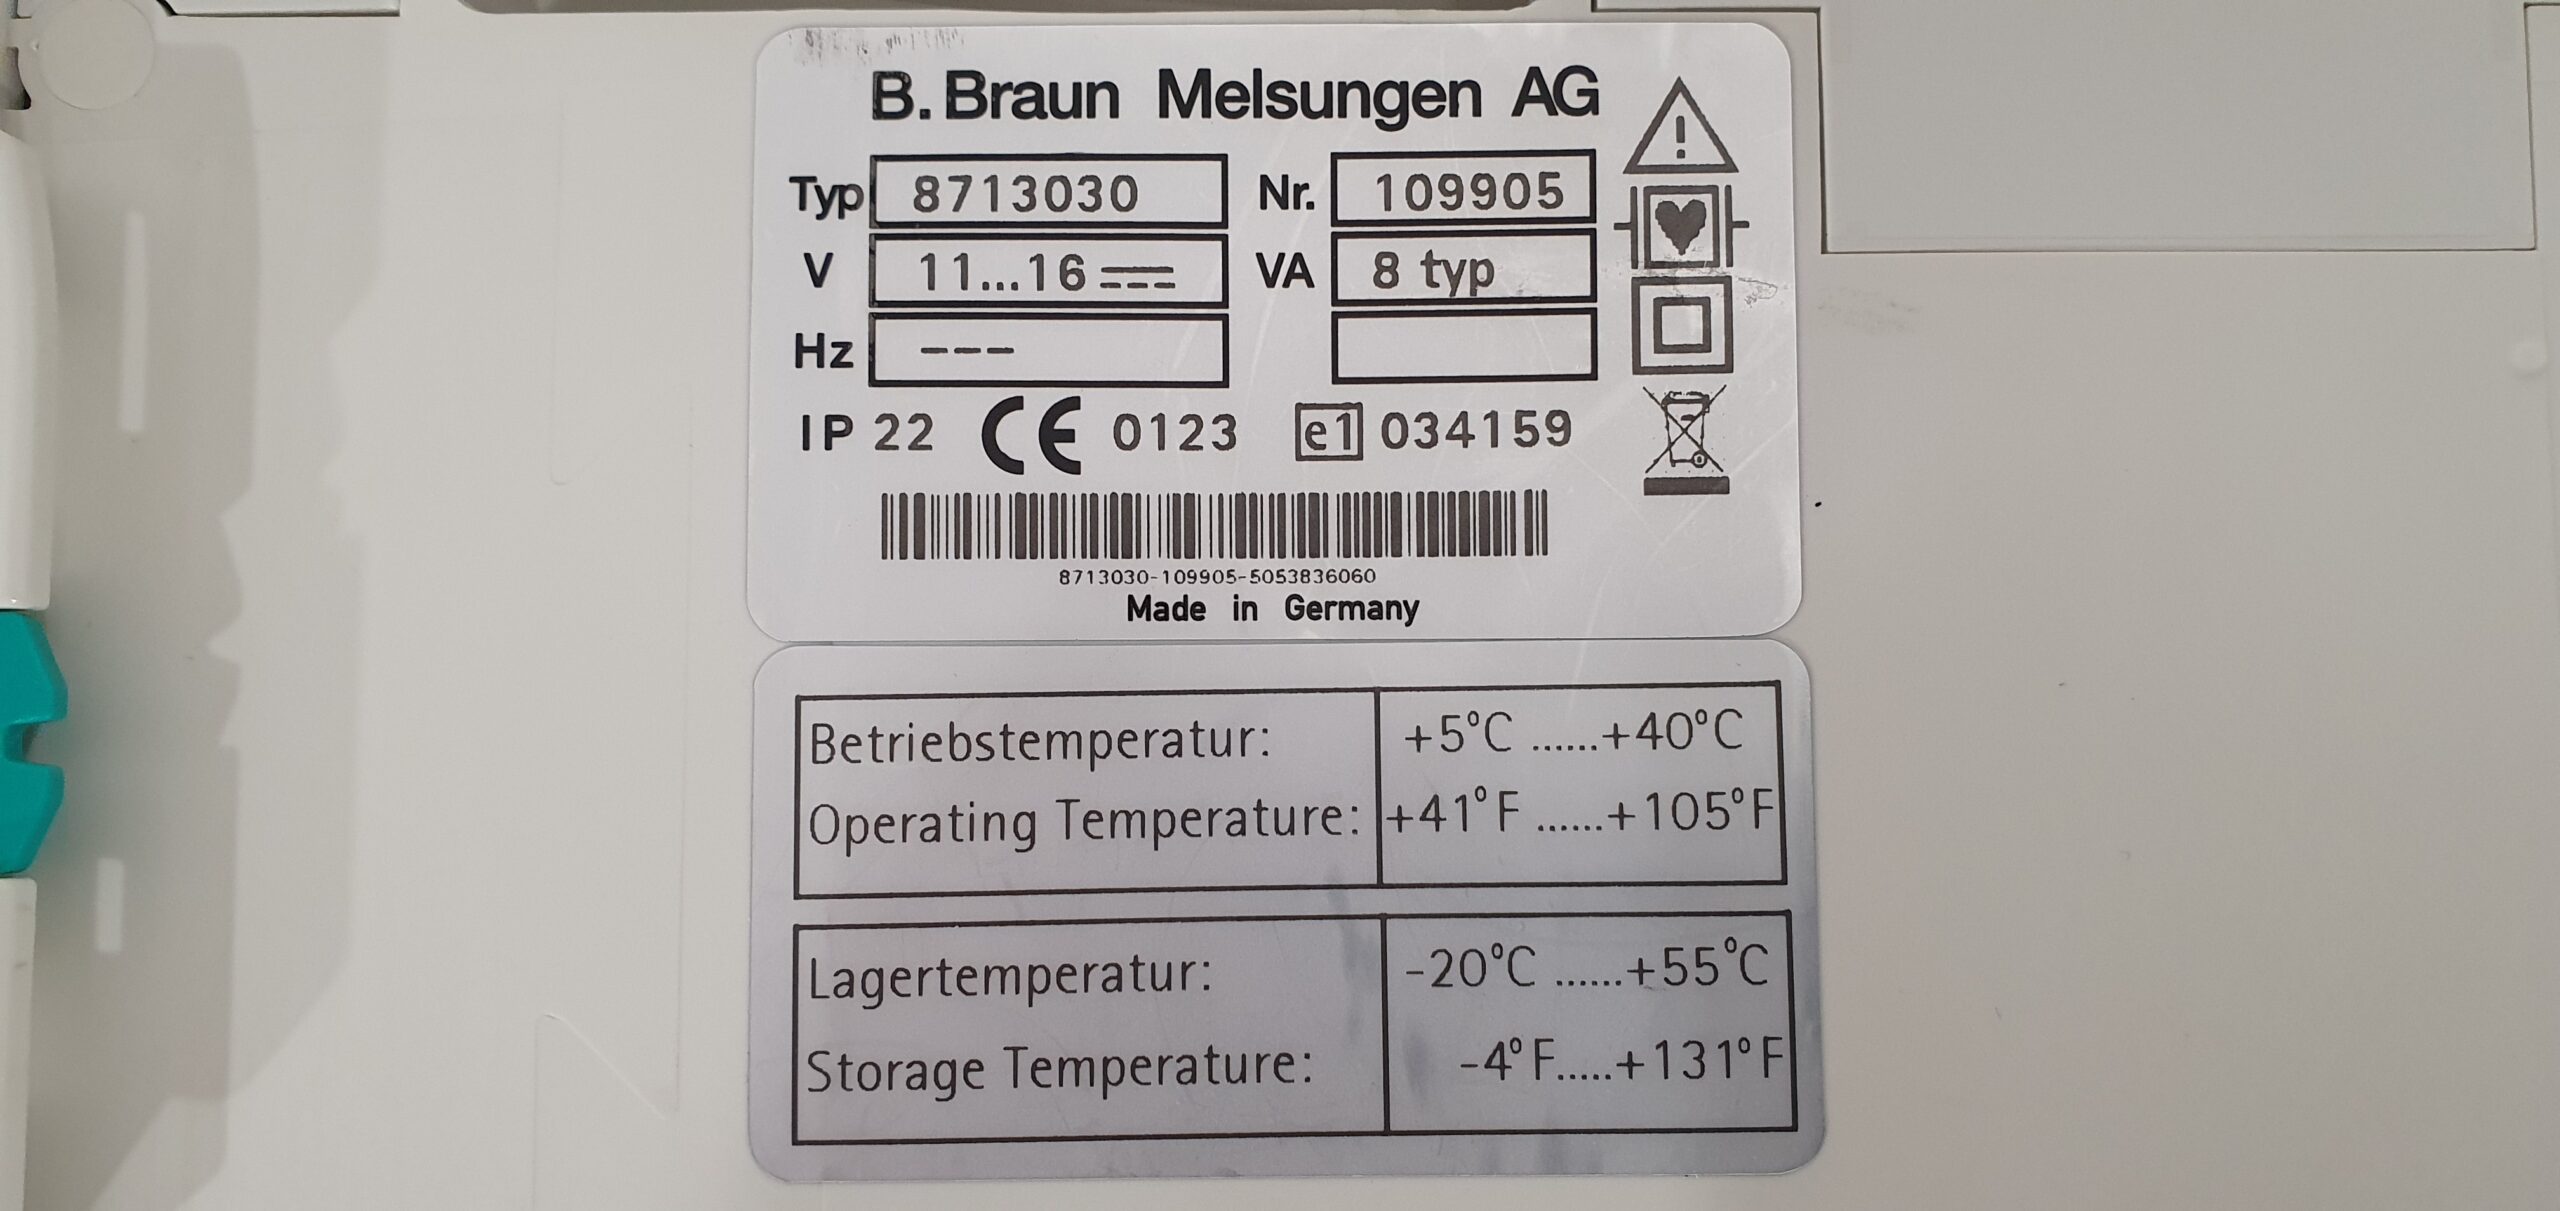 B. Braun Melsungen AG
Typ 8713030 Nr. 109905
V 11...16 VA 8 typ
Hz ---
IP 22 CE 0123 e1 034159
8713030-109905-5053836060
Made in Germany
Betriebstemperatur: +5°C ......+40°C
Operating Temperature: +41°F ......+105°F
Lagertemperatur: -20°C ......+55°C
Storage Temperature: -4°F.....+131°F